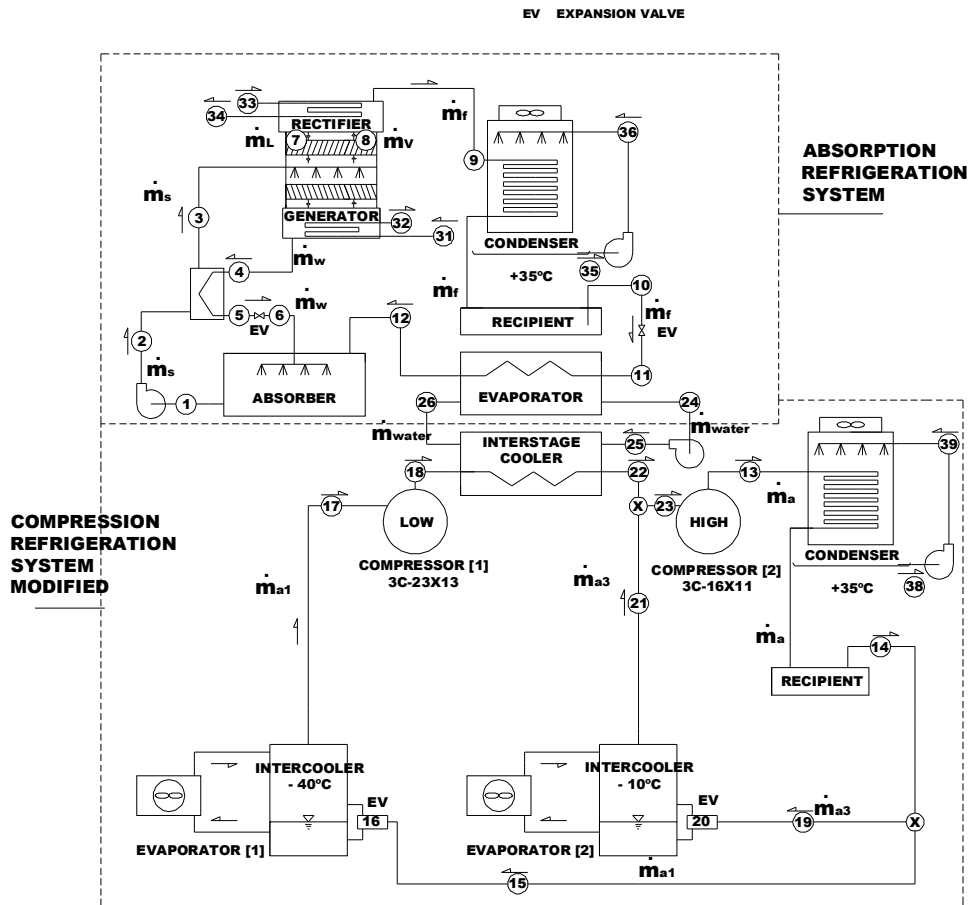 EV EXPANSION VALVE
33
34
RECTIFIER
ṁL
7
8
ṁV
ṁf
9
36
ABSORPTION
REFRIGERATION
SYSTEM
ṁs
3
GENERATOR
32
31
CONDENSER
+35ºC
35
ṁw
4
ṁw
5
6
EV
ṁf
10
ṁf
EV
RECIPIENT
12
11
2
ṁs
1
ABSORBER
EVAPORATOR
26
24
ṁwater
ṁwater
INTERSTAGE
COOLER
25
18
22
13
39
17
LOW
X
23
HIGH
ṁa
COMPRESSION
REFRIGERATION
SYSTEM
MODIFIED
COMPRESSOR [1]
3C-23X13
COMPRESSOR [2]
3C-16X11
CONDENSER
+35ºC
38
ṁa1
ṁa3
21
ṁa
14
RECIPIENT
INTERCOOLER
- 40ºC
EV
16
EVAPORATOR [1]
INTERCOOLER
- 10ºC
EV
20
19
ṁa3
X
EVAPORATOR [2]
ṁa1
15